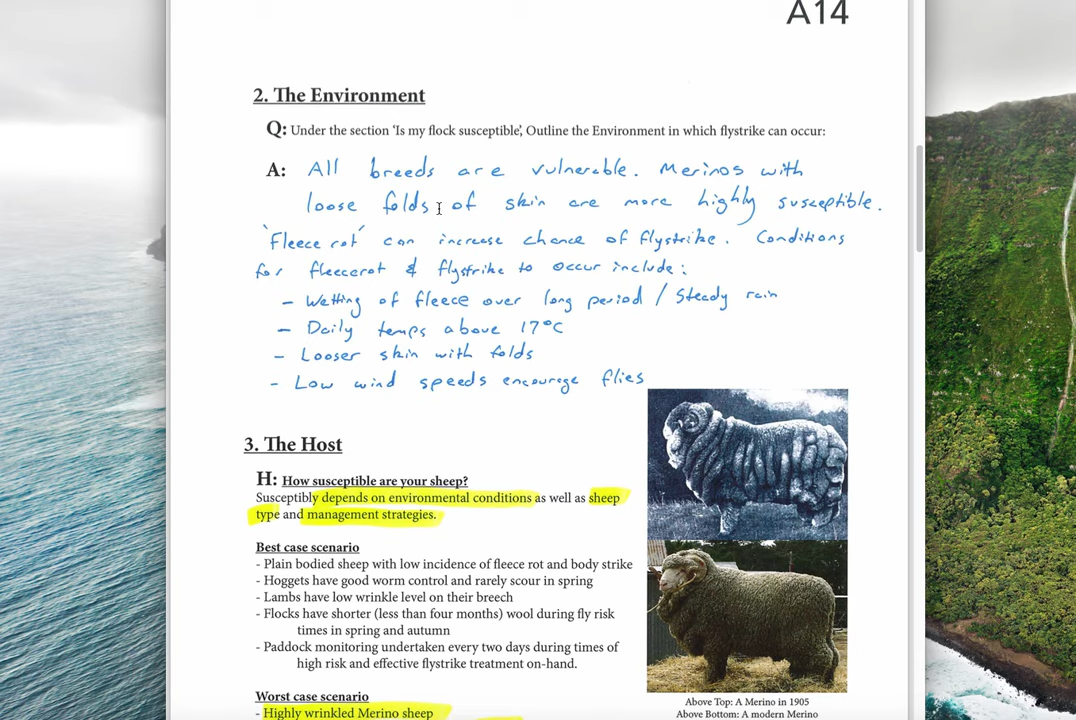 A14
2. The Environment
Q: Under the section 'Is my flock susceptible', Outline the Environment in which flystrike can occur:
A: All breeds are vulnerable. Merinos with
loose folds of skin are more highly susceptible.
'Fleece rot' can increase chance of flystrike. Conditions
for fleecerot & flystrike to occur include:
- Wetting of fleece over long period / Steady rain
- Daily temps above 17°C
- Looser skin with folds
- Low wind speeds encourage flies
3. The Host
H: How susceptible are your sheep?
Susceptibly depends on environmental conditions as well as sheep
type and management strategies.
Best case scenario
- Plain bodied sheep with low incidence of fleece rot and body strike
- Hoggets have good worm control and rarely scour in spring
- Lambs have low wrinkle level on their breech
- Flocks have shorter (less than four months) wool during fly risk
times in spring and autumn
- Paddock monitoring undertaken every two days during times of
high risk and effective flystrike treatment on-hand.
Worst case scenario
- Highly wrinkled Merino sheep
Above Top: A Merino in 1905
Above Bottom: A modern Merino